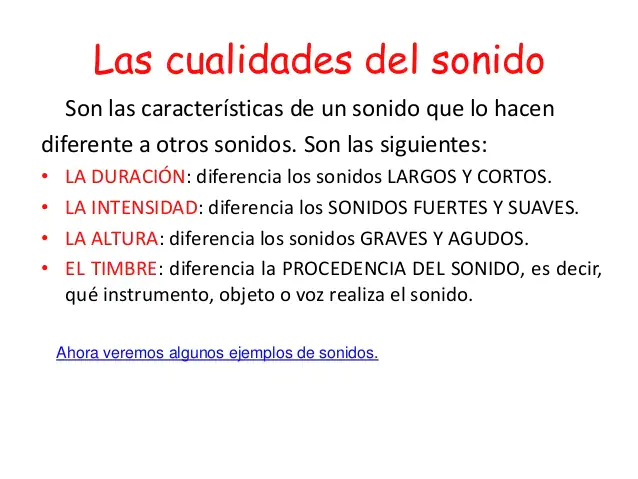 Las cualidades del sonido
Son las características de un sonido que lo hacen
diferente a otros sonidos. Son las siguientes:
• LA DURACIÓN: diferencia los sonidos LARGOS Y CORTOS.
• LA INTENSIDAD: diferencia los SONIDOS FUERTES Y SUAVES.
• LA ALTURA: diferencia los sonidos GRAVES Y AGUDOS.
• EL TIMBRE: diferencia la PROCEDENCIA DEL SONIDO, es decir,
qué instrumento, objeto o voz realiza el sonido.
Ahora veremos algunos ejemplos de sonidos.